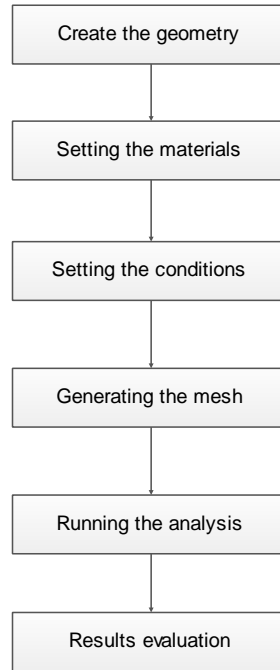 Create the geometry
Setting the materials
Setting the conditions
Generating the mesh
Running the analysis
Results evaluation